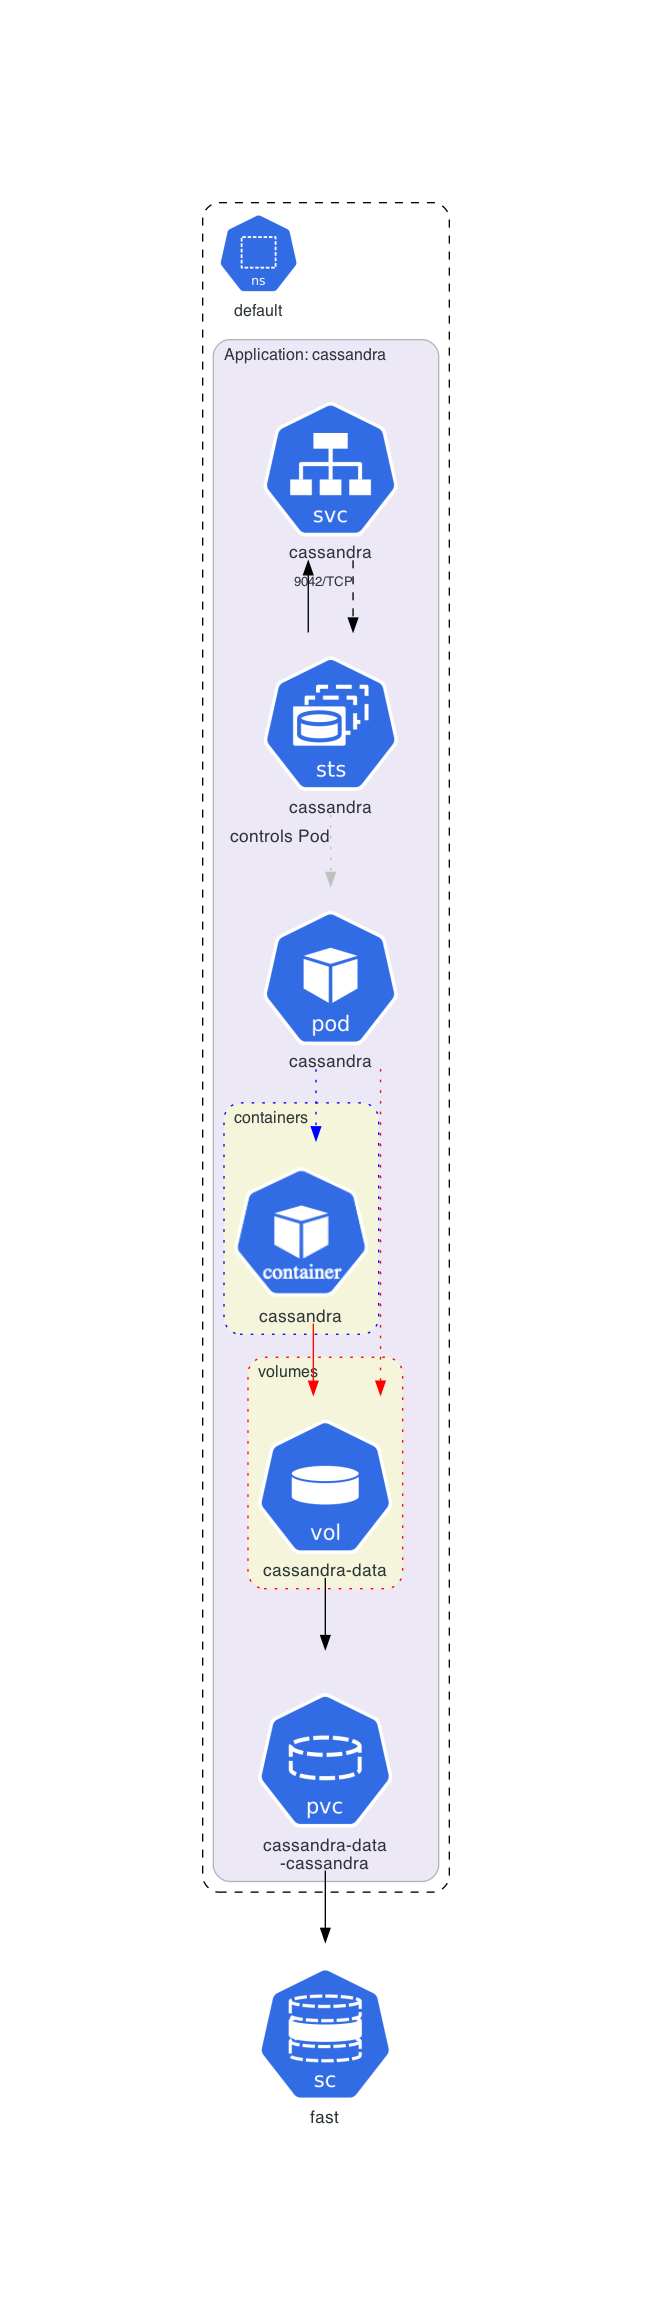 ns
default
Application: cassandra
svc
cassandra
9042/TCP
sts
cassandra
controls Pod
pod
cassandra
containers
container
cassandra
volumes
vol
cassandra-data
pvc
cassandra-data
-cassandra
sc
fast